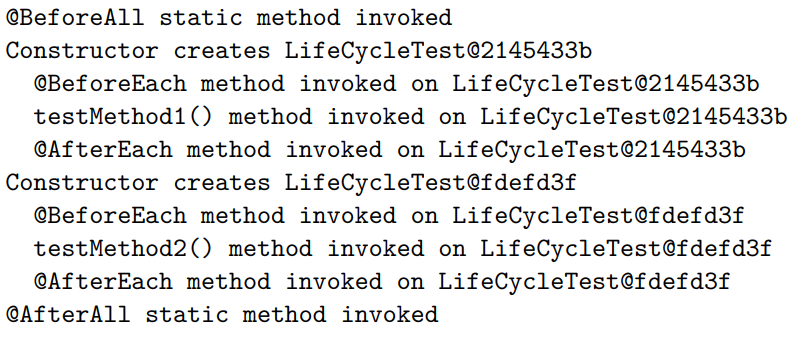 @BeforeAll static method invoked
Constructor creates LifeCycleTest@2145433b
@BeforeEach method invoked on LifeCycleTest@2145433b
testMethod1() method invoked on LifeCycleTest@2145433b
@AfterEach method invoked on LifeCycleTest@2145433b
Constructor creates LifeCycleTest@fdefd3f
@BeforeEach method invoked on LifeCycleTest@fdefd3f
testMethod2() method invoked on LifeCycleTest@fdefd3f
@AfterEach method invoked on LifeCycleTest@fdefd3f
@AfterAll static method invoked